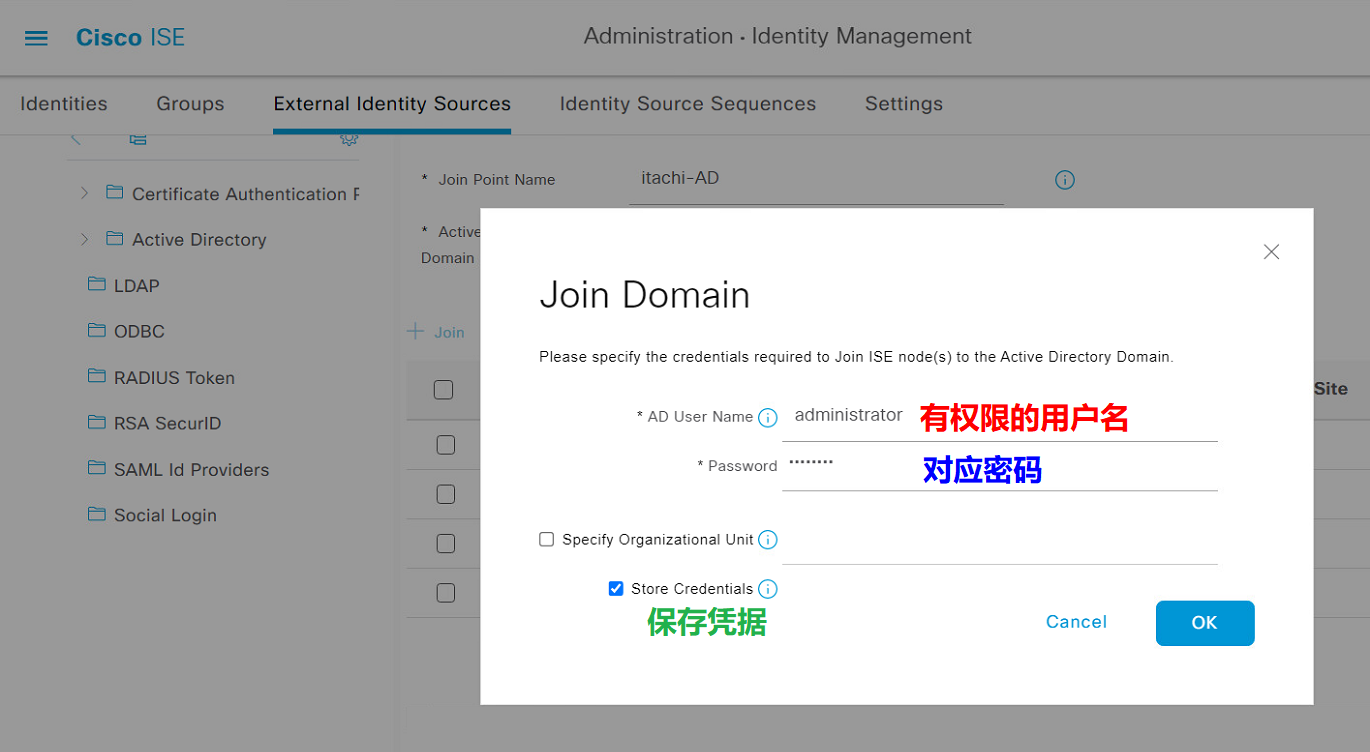 Cisco ISE
Administration · Identity Management
Identities Groups External Identity Sources Identity Source Sequences Settings
Certificate Authentication F
Active Directory
LDAP
ODBC
RADIUS Token
RSA SecurID
SAML Id Providers
Social Login
* Join Point Name itachi-AD
* Active
Domain
+ Join
Site
Join Domain
Please specify the credentials required to Join ISE node(s) to the Active Directory Domain.
* AD User Name administrator 有权限的用户名
* Password ········ 对应密码
Specify Organizational Unit
Store Credentials
保存凭据
Cancel OK